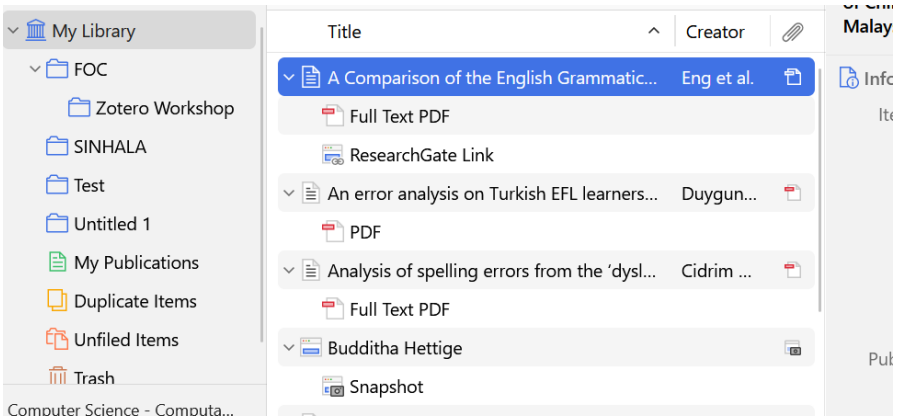 My Library
FOC
Zotero Workshop
SINHALA
Test
Untitled 1
My Publications
Duplicate Items
Unfiled Items
Trash
Computer Science - Computa...
Title Creator
A Comparison of the English Grammatic... Eng et al.
Full Text PDF
ResearchGate Link
An error analysis on Turkish EFL learners... Duygun...
PDF
Analysis of spelling errors from the ‘dysl... Cidrim ...
Full Text PDF
Budditha Hettige
Snapshot
Malay
Info